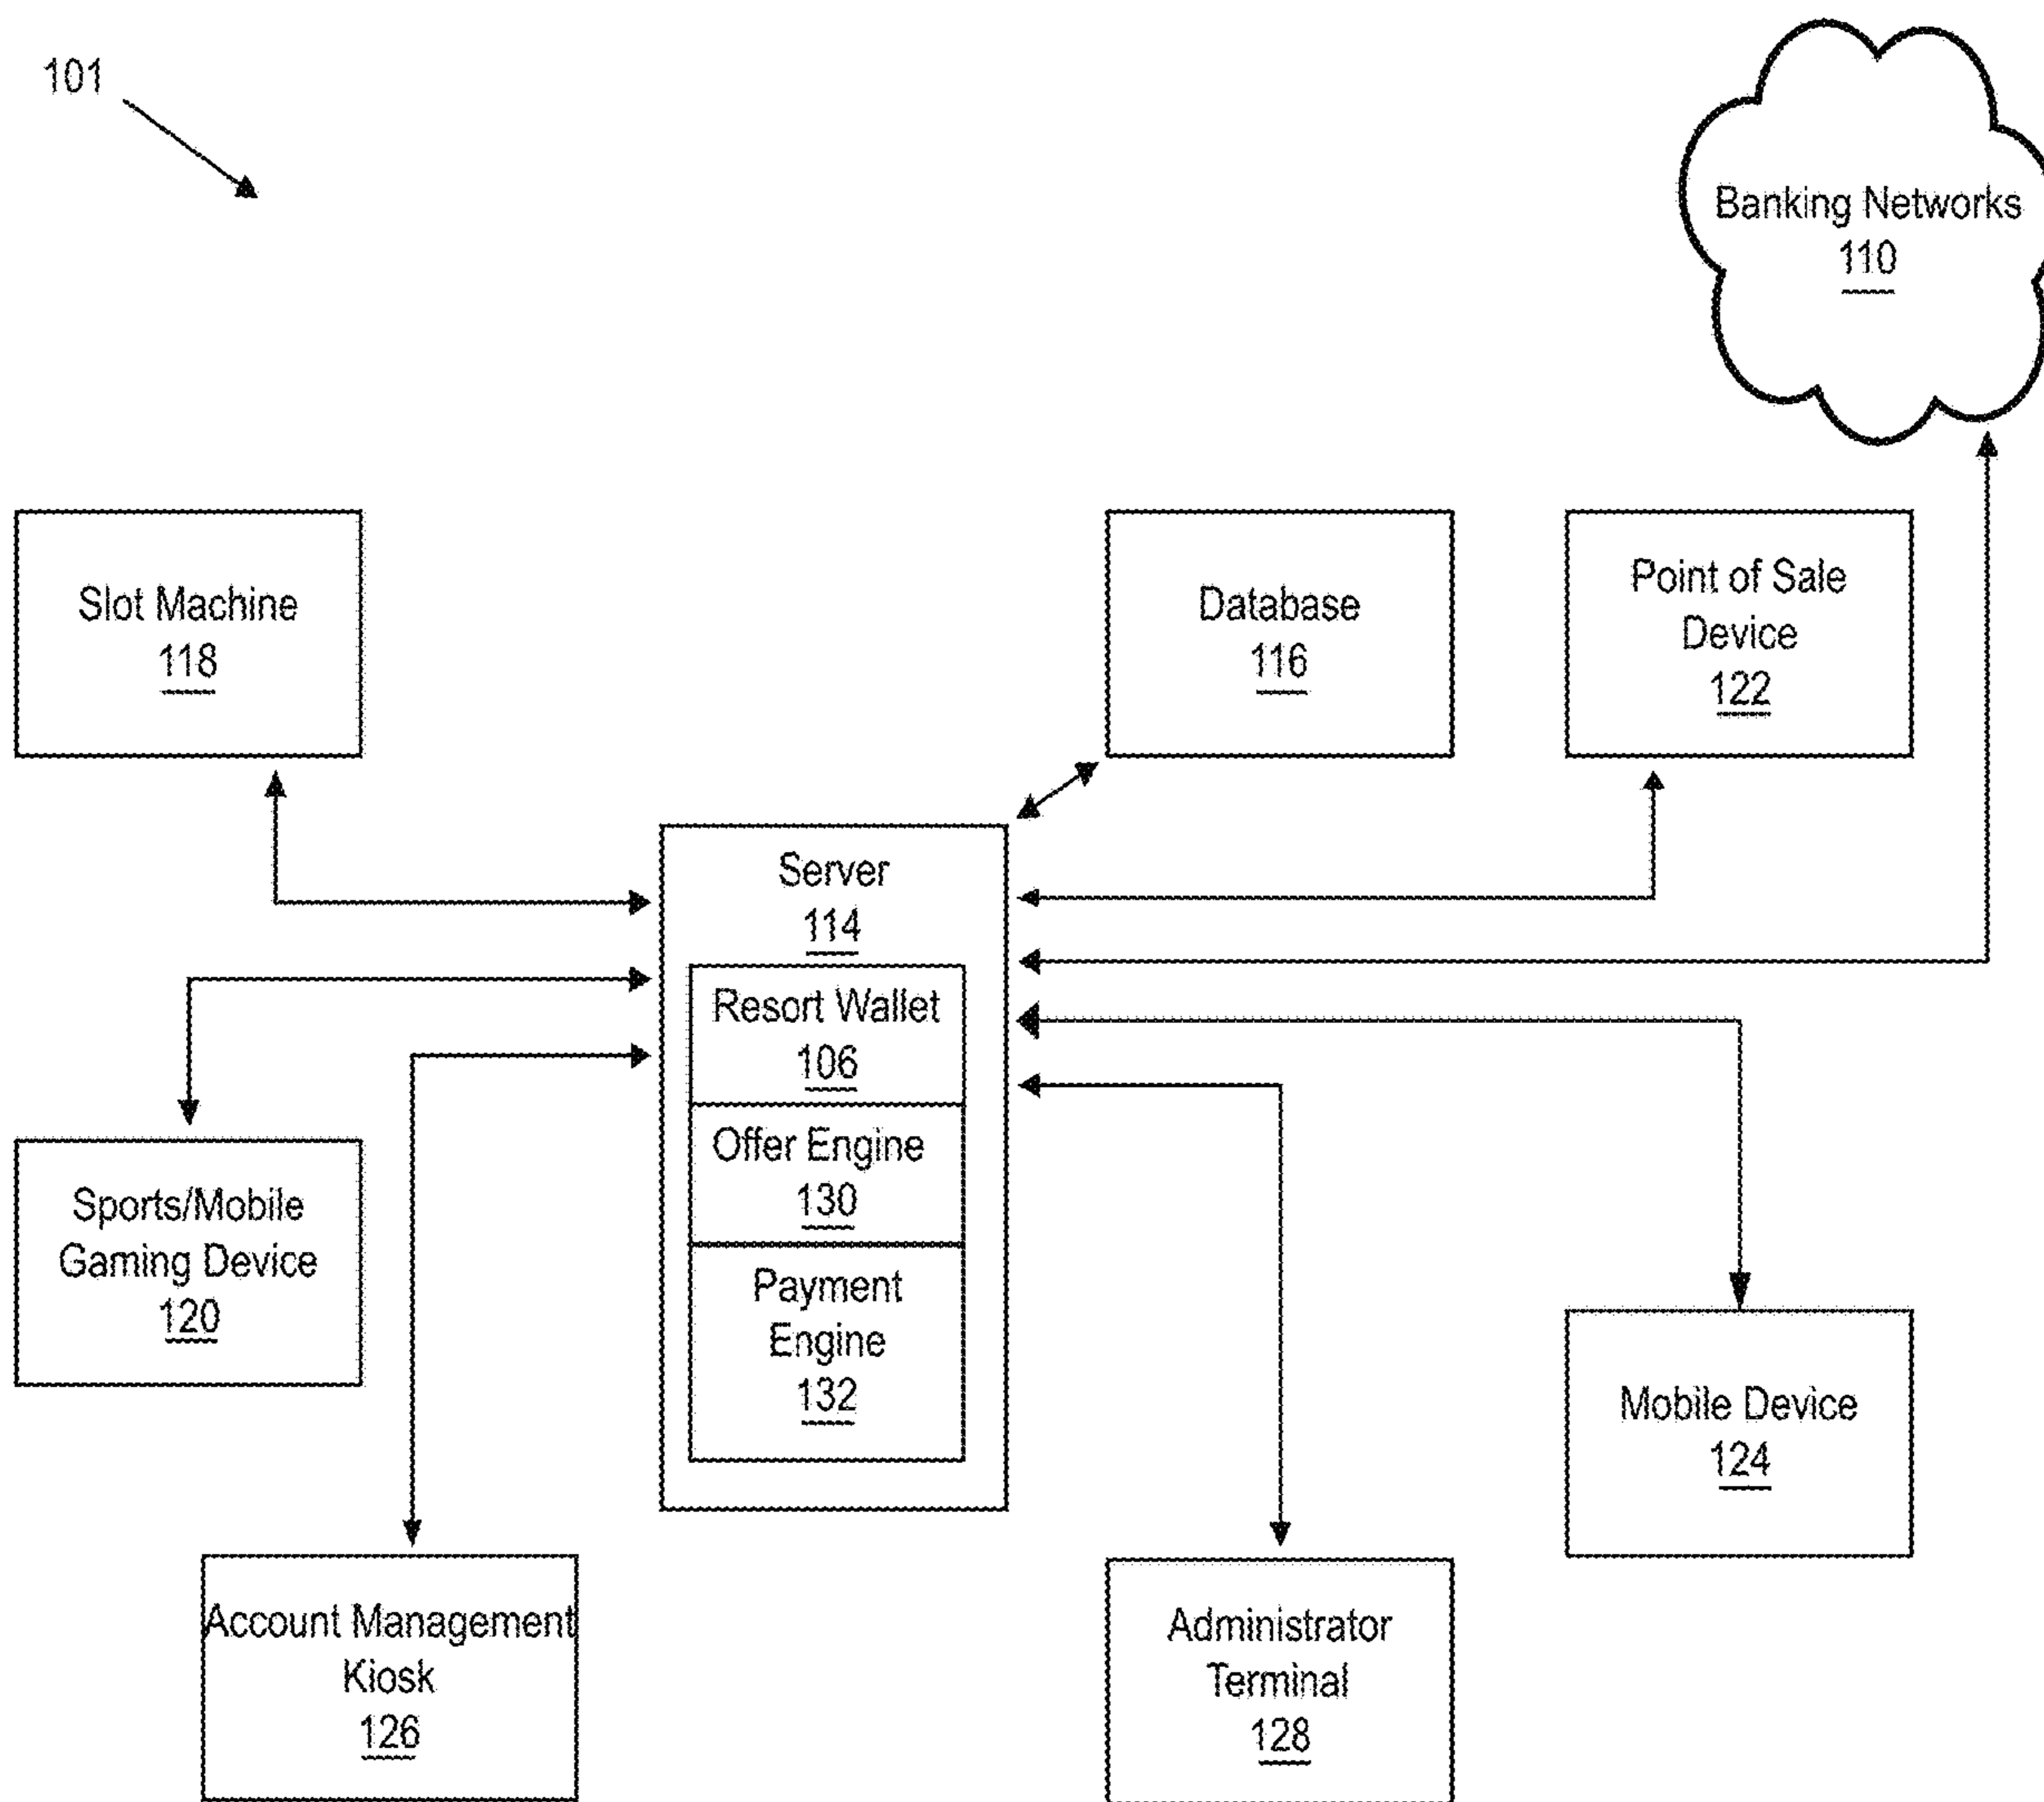 101
Banking Networks
110
Slot Machine
118
Database
116
Point of Sale
Device
122
Server
114
Resort Wallet
106
Offer Engine
130
Payment
Engine
132
Sports/Mobile
Gaming Device
120
Mobile Device
124
Account Management
Kiosk
126
Administrator
Terminal
128